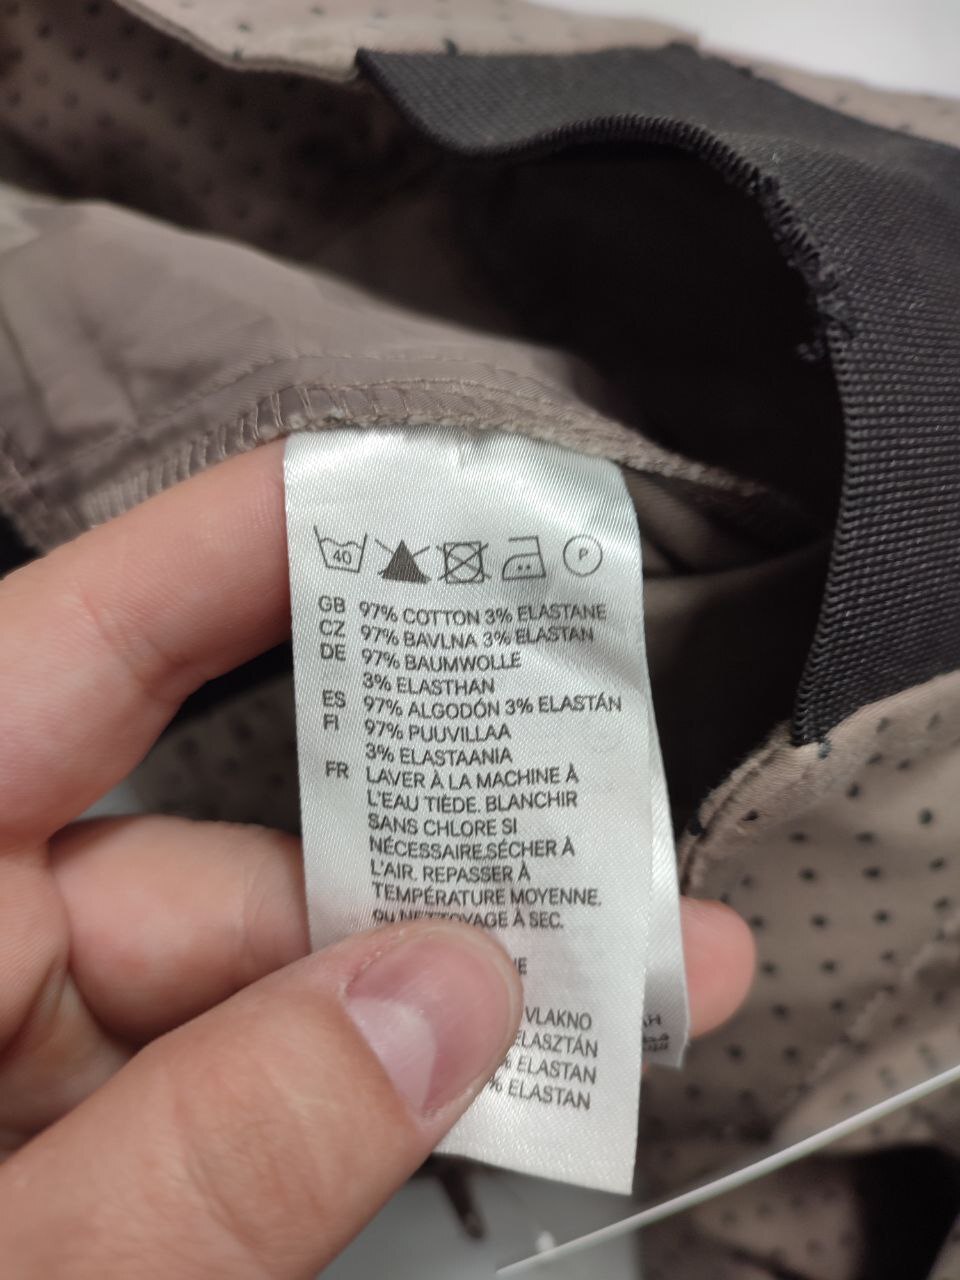 40 P
GB 97% COTTON 3% ELASTANE
CZ 97% BAVLNA 3% ELASTAN
DE 97% BAUMWOLLE
3% ELASTHAN
ES 97% ALGODÓN 3% ELASTÁN
FI 97% PUUVILLAA
3% ELASTAANIA
FR LAVER À LA MACHINE À
L'EAU TIÈDE. BLANCHIR
SANS CHLORE SI
NÉCESSAIRE.SÉCHER À
L'AIR. REPASSER À
TEMPÉRATURE MOYENNE.
OU NETTOYAGE À SEC.
VLAKNO
ELASZTÁN
% ELASTAN
% ELASTAN